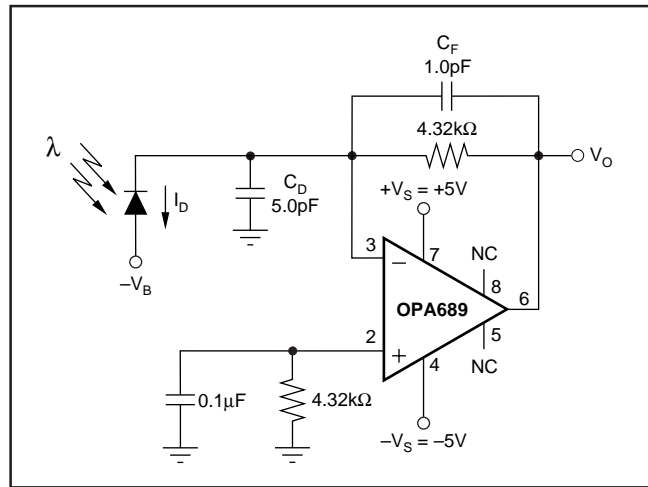 C_F
1.0pF
4.32kΩ
V_O
λ
I_D
C_D
5.0pF
–V_B
+V_S = +5V
3
–
7
NC
8
OPA689
6
2
+
5
4
NC
0.1µF
4.32kΩ
–V_S = –5V